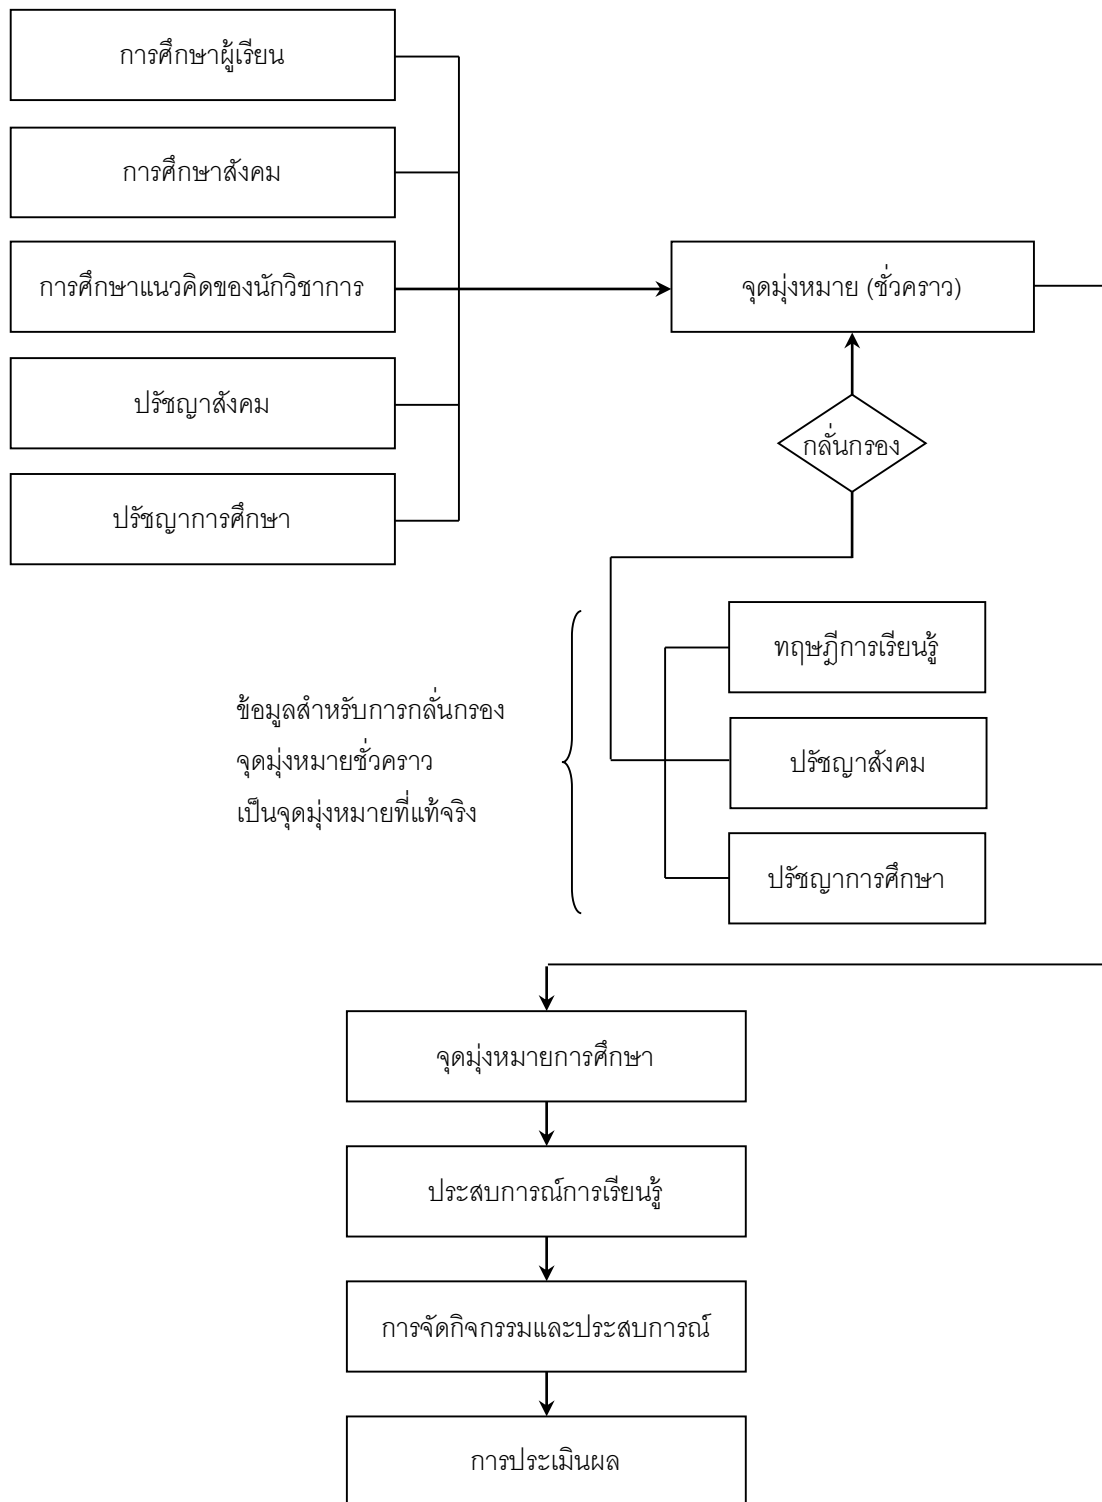 การศึกษาผู้เรียน
การศึกษาสังคม
การศึกษาแนวคิดของนักวิชาการ
จุดมุ่งหมาย (ชั่วคราว)
ปรัชญาสังคม
กลั่นกรอง
ปรัชญาการศึกษา
ข้อมูลสำหรับการกลั่นกรอง
จุดมุ่งหมายชั่วคราว
เป็นจุดมุ่งหมายที่แท้จริง
ทฤษฎีการเรียนรู้
ปรัชญาสังคม
ปรัชญาการศึกษา
จุดมุ่งหมายการศึกษา
ประสบการณ์การเรียนรู้
การจัดกิจกรรมและประสบการณ์
การประเมินผล